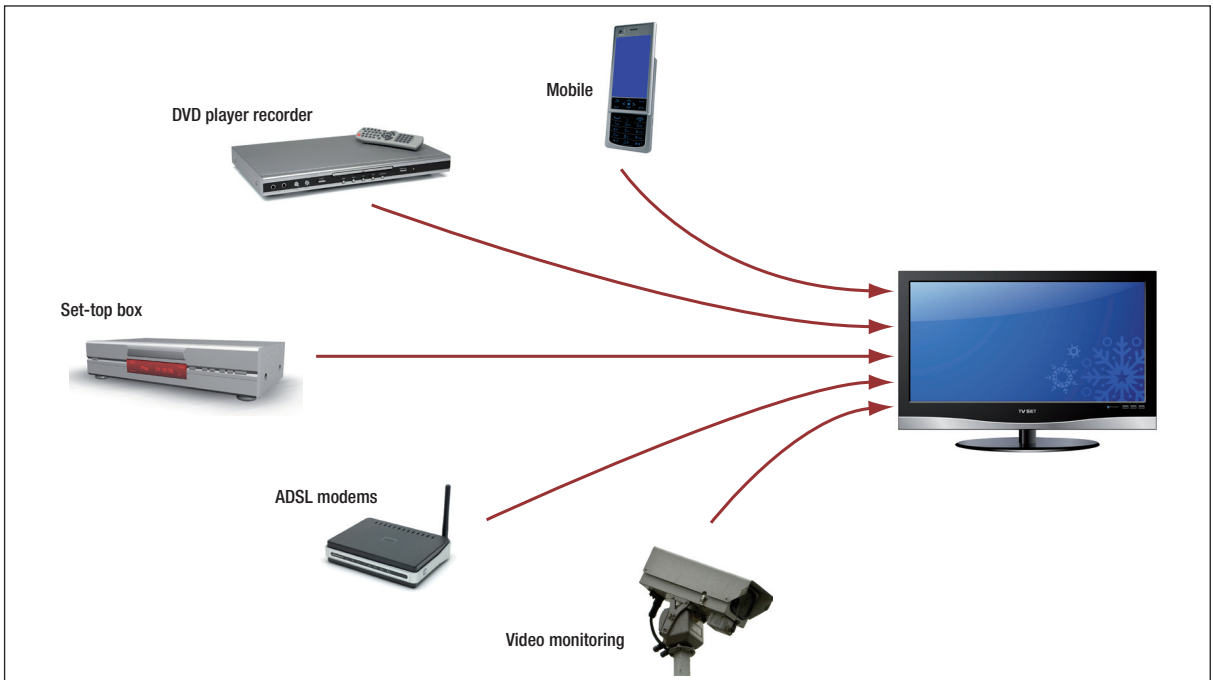 Mobile
DVD player recorder
Set-top box
TV SET
ADSL modems
Video monitoring